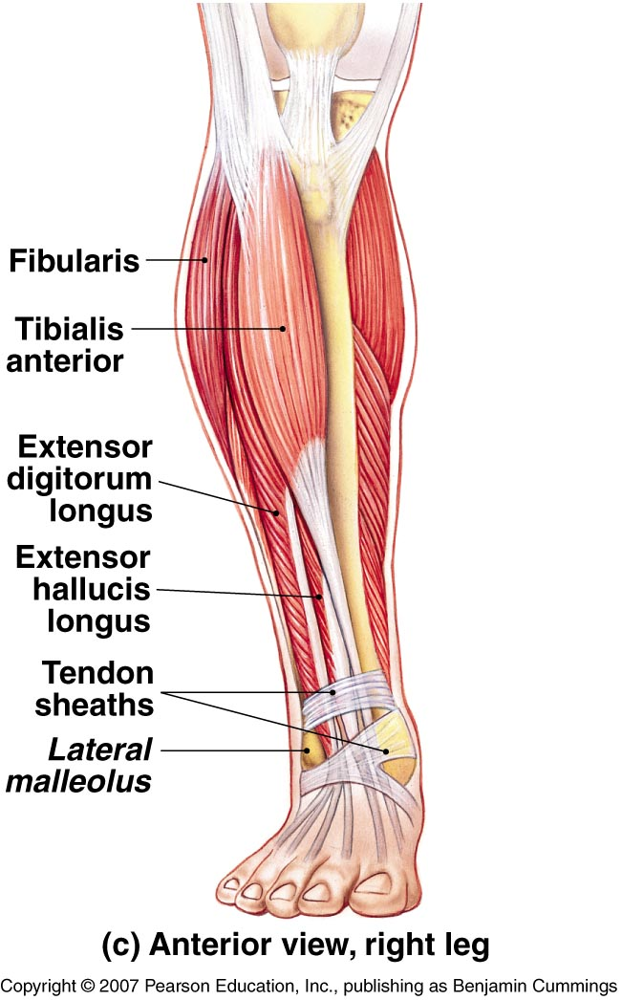 Fibularis
Tibialis
anterior
Extensor
digitorum
longus
Extensor
hallucis
longus
Tendon
sheaths
Lateral
malleolus
(c) Anterior view, right leg
Copyright © 2007 Pearson Education, Inc., publishing as Benjamin Cummings